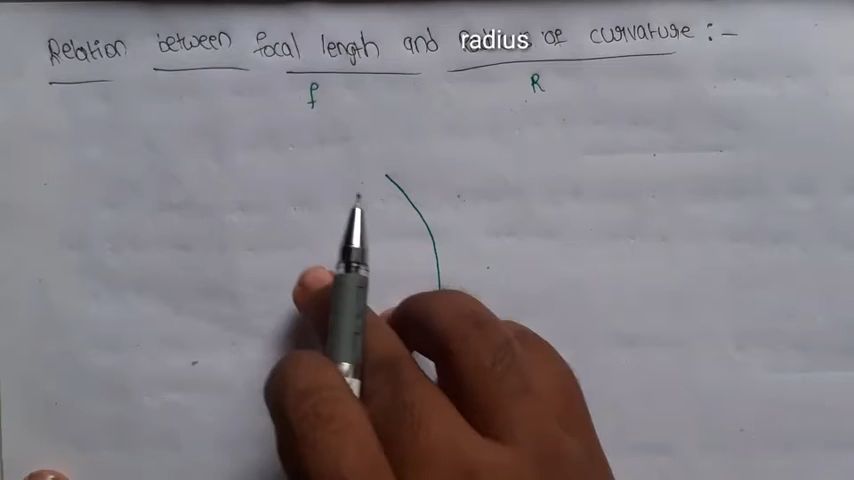 Relation between focal length and radius of curvature :-
f R